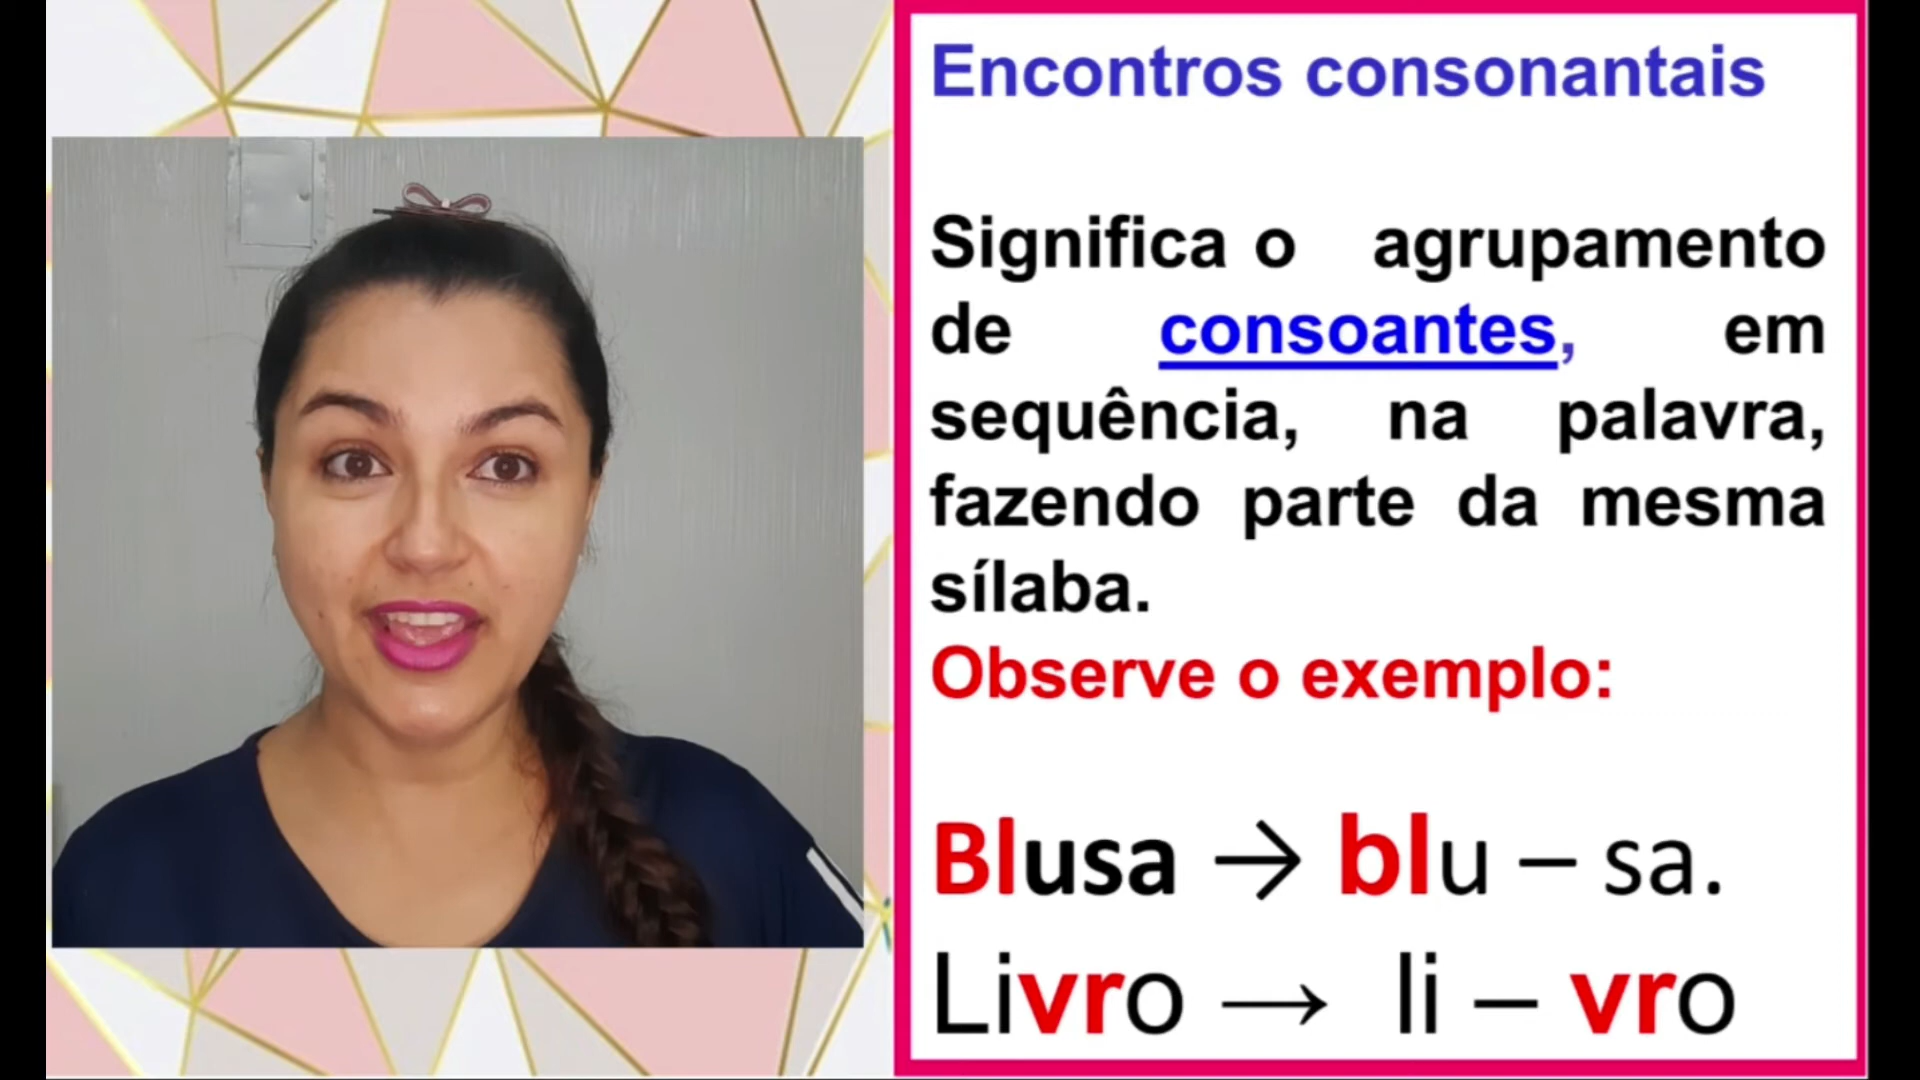 Encontros consonantais
Significa o agrupamento
de consoantes, em
sequência, na palavra,
fazendo parte da mesma
sílaba.
Observe o exemplo:
Blusa → blu – sa.
Livro → li – vro